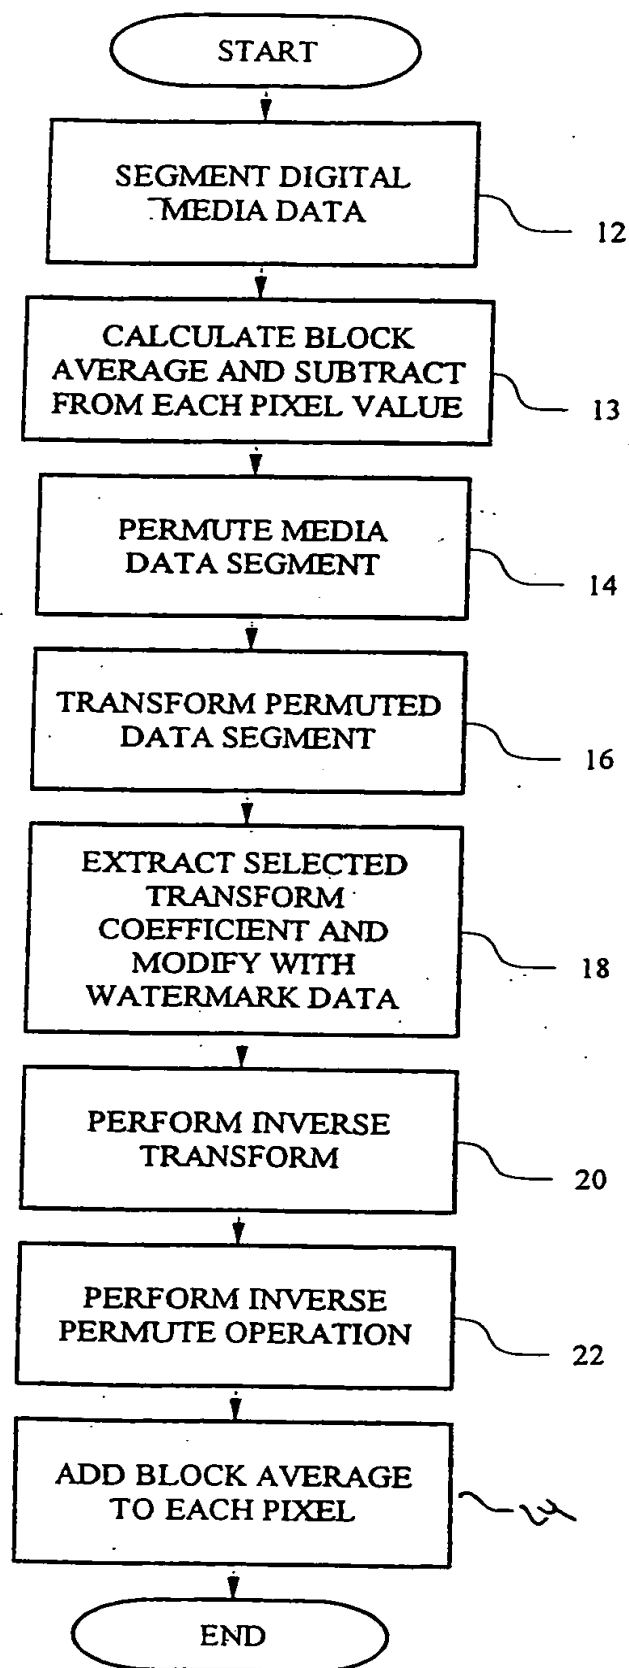 START
SEGMENT DIGITAL
MEDIA DATA
12
CALCULATE BLOCK
AVERAGE AND SUBTRACT
FROM EACH PIXEL VALUE
13
PERMUTE MEDIA
DATA SEGMENT
14
TRANSFORM PERMUTED
DATA SEGMENT
16
EXTRACT SELECTED
TRANSFORM
COEFFICIENT AND
MODIFY WITH
WATERMARK DATA
18
PERFORM INVERSE
TRANSFORM
20
PERFORM INVERSE
PERMUTE OPERATION
22
ADD BLOCK AVERAGE
TO EACH PIXEL
24
END